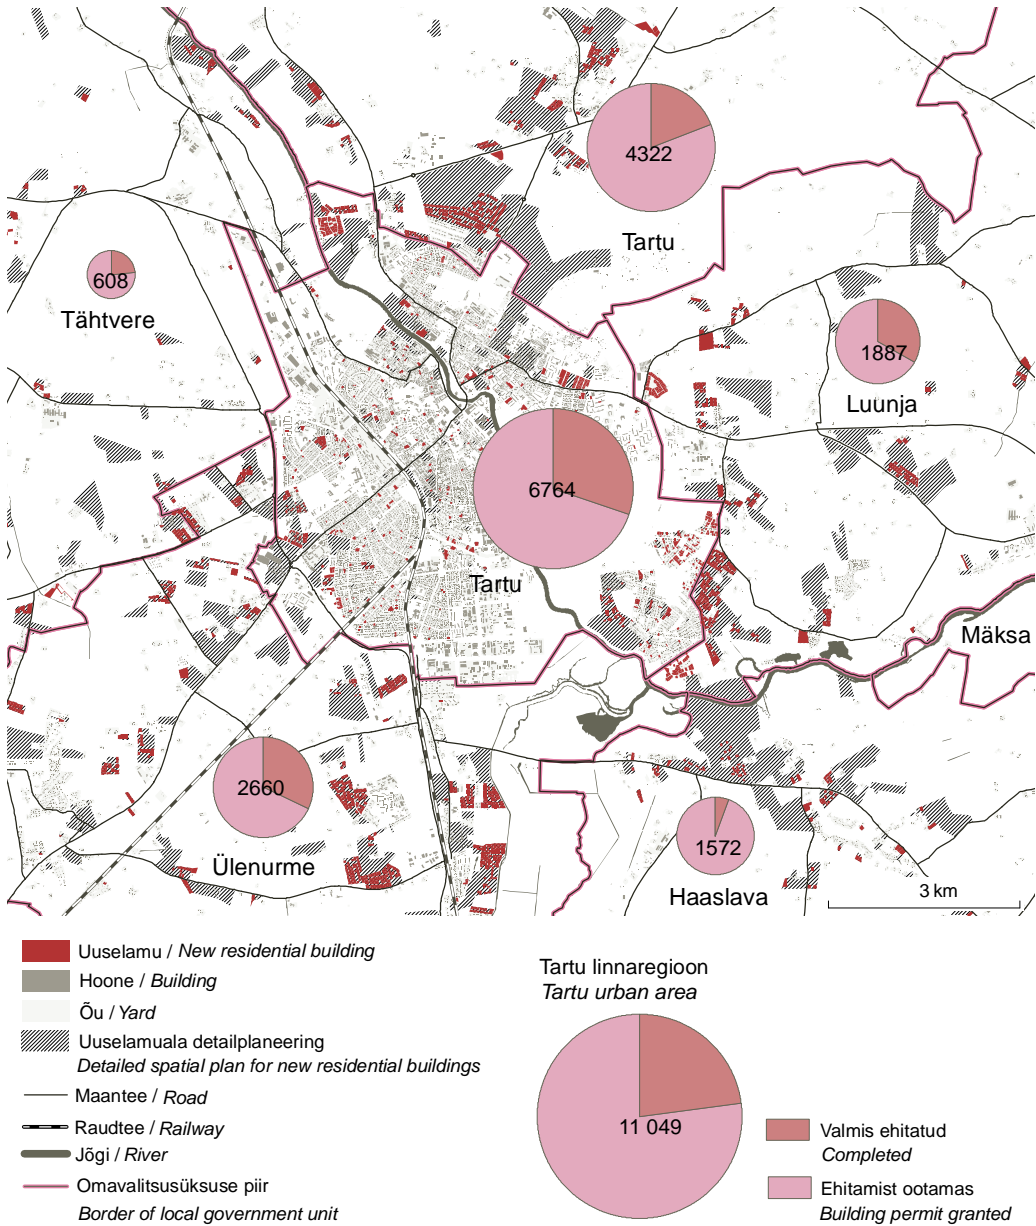 4322
Tartu
608
Tähtvere
1887
Luunja
6764
Tartu
Mäksa
2660
Ülenurme
1572
Haaslava
3 km
Uuselamu / New residential building
Hoone / Building
Õu / Yard
Uuselamuala detailplaneering
Detailed spatial plan for new residential buildings
Maantee / Road
Raudtee / Railway
Jõgi / River
Omavalitsusüksuse piir
Border of local government unit
Tartu linnaregioon
Tartu urban area
11 049
Valmis ehitatud
Completed
Ehitamist ootamas
Building permit granted